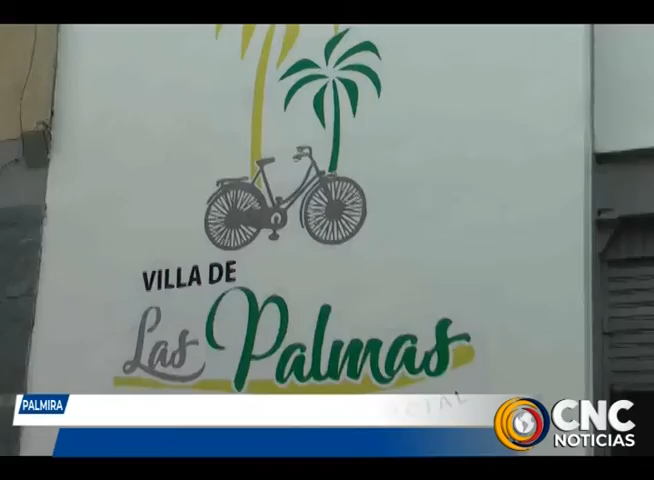 VILLA DE
Las Palmas
PALMIRA
CNC
NOTICIAS